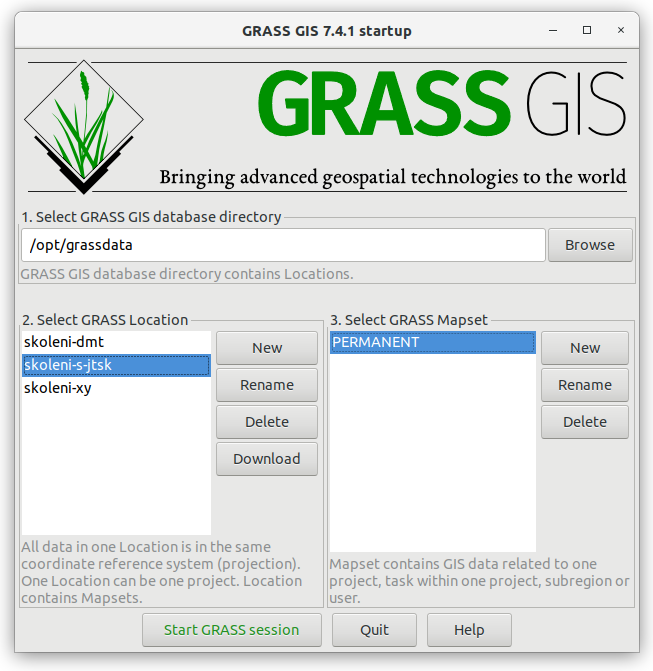 GRASS GIS 7.4.1 startup
GRASS GIS
Bringing advanced geospatial technologies to the world
1. Select GRASS GIS database directory
/opt/grassdata
Browse
GRASS GIS database directory contains Locations.
2. Select GRASS Location
skoleni-dmt
skoleni-s-jtsk
skoleni-xy
New
Rename
Delete
Download
All data in one Location is in the same
coordinate reference system (projection).
One Location can be one project. Location
contains Mapsets.
3. Select GRASS Mapset
PERMANENT
New
Rename
Delete
Mapset contains GIS data related to one
project, task within one project, subregion or
user.
Start GRASS session
Quit
Help